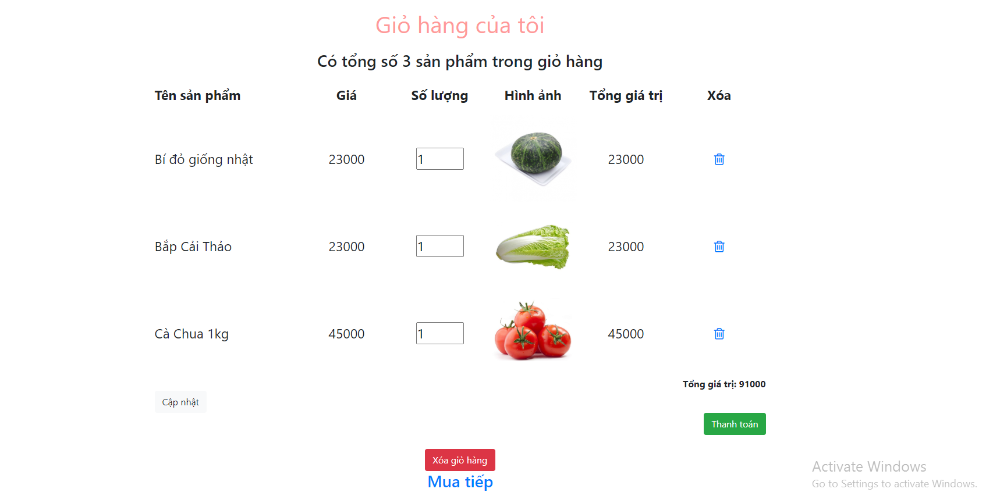 Giỏ hàng của tôi
Có tổng số 3 sản phẩm trong giỏ hàng
Tên sản phẩm Giá Số lượng Hình ảnh Tổng giá trị Xóa
Bí đỏ giống nhật 23000 1 23000
Bắp Cải Thảo 23000 1 23000
Cà Chua 1kg 45000 1 45000
Tổng giá trị: 91000
Cập nhật
Thanh toán
Xóa giỏ hàng
Mua tiếp
Activate Windows
Go to Settings to activate Windows.